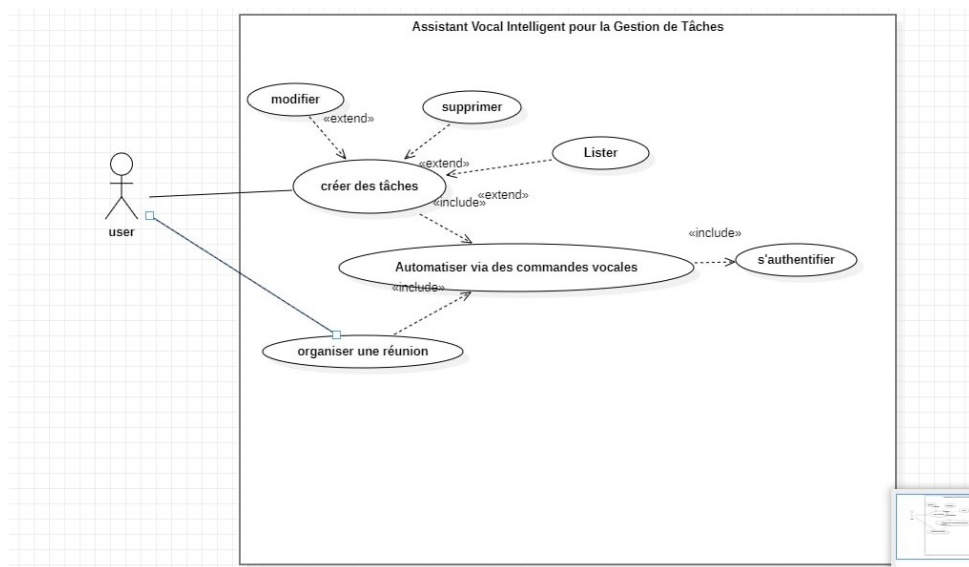 Assistant Vocal Intelligent pour la Gestion de Tâches
modifier
supprimer
«extend»
Lister
«extend»
créer des tâches
«extend»
«include»
user
«include»
s'authentifier
Automatiser via des commandes vocales
«include»
organiser une réunion